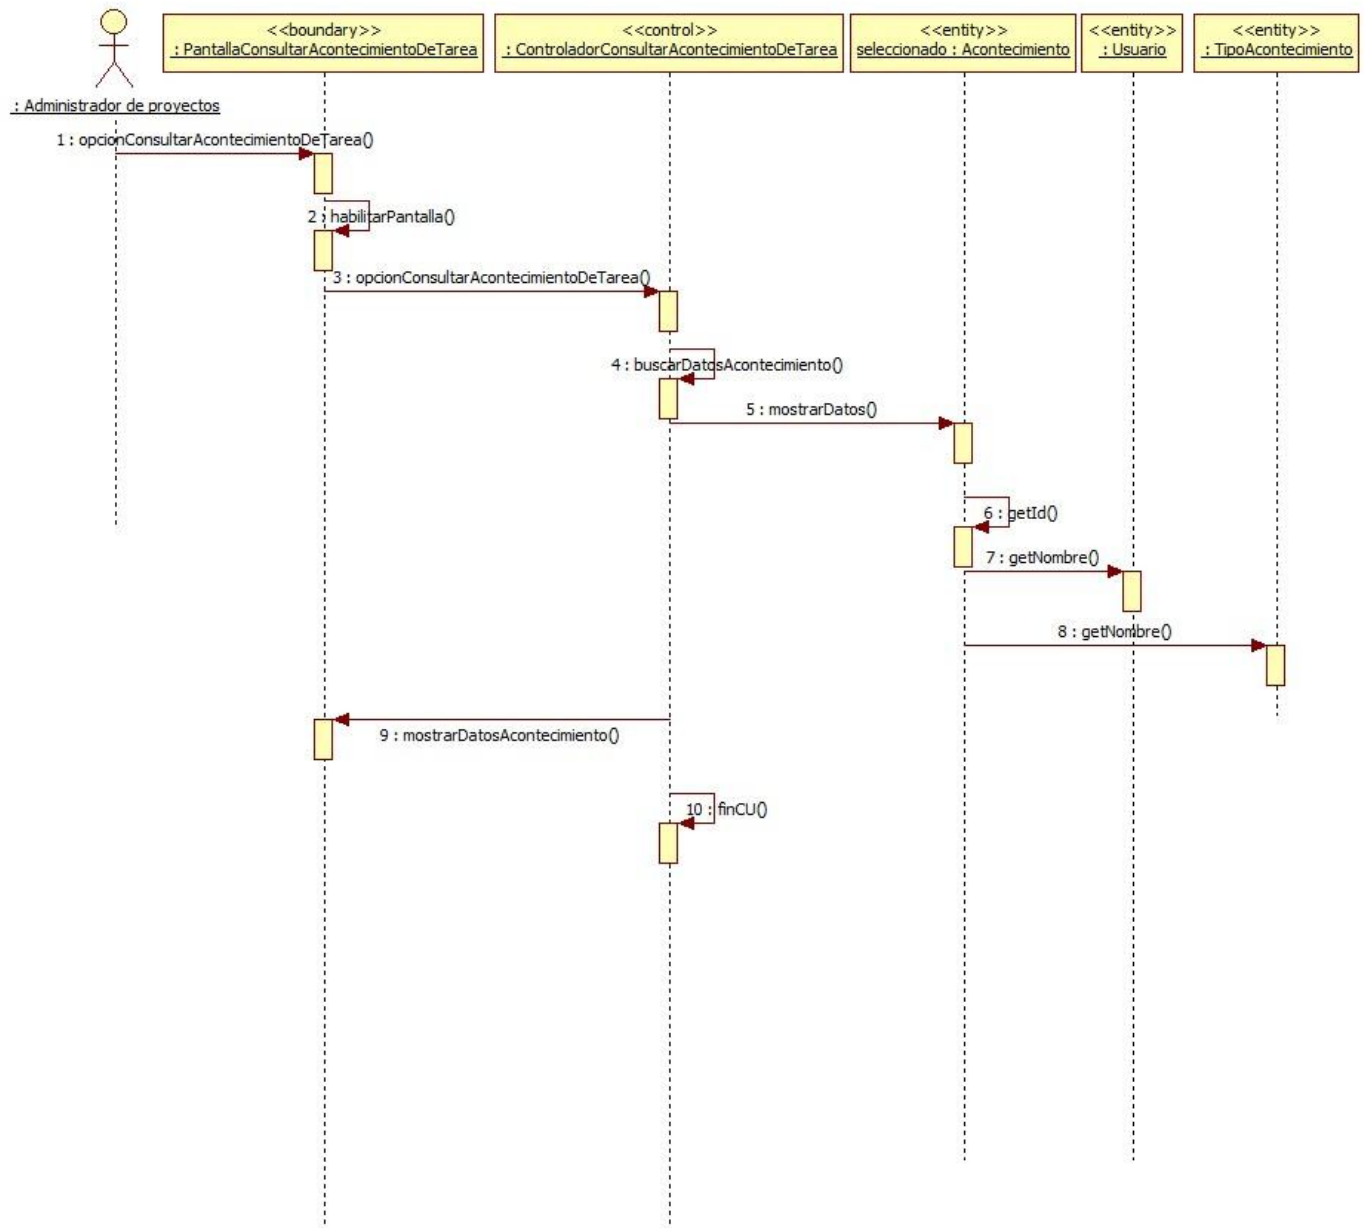 <<boundary>>
: PantallaConsultarAcontecimientoDeTarea
<<control>>
: ControladorConsultarAcontecimientoDeTarea
<<entity>>
seleccionado : Acontecimiento
<<entity>>
: Usuario
<<entity>>
: TipoAcontecimiento
: Administrador de proyectos
1 : opcionConsultarAcontecimientoDeTarea()
2 : habilitarPantalla()
3 : opcionConsultarAcontecimientoDeTarea()
4 : buscarDatosAcontecimiento()
5 : mostrarDatos()
6 : getId()
7 : getNombre()
8 : getNombre()
9 : mostrarDatosAcontecimiento()
10 : finCU()